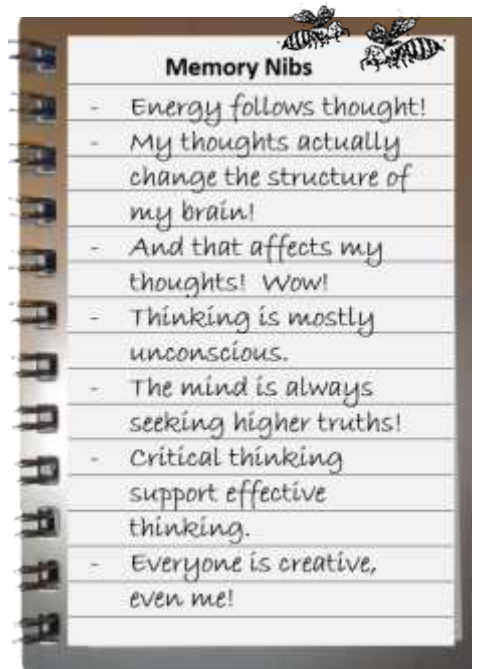 Memory Nibs
- Energy follows thought!
- My thoughts actually
change the structure of
my brain!
- And that affects my
thoughts! Wow!
- Thinking is mostly
unconscious.
- The mind is always
seeking higher truths!
- Critical thinking
support effective
thinking.
- Everyone is creative,
even me!